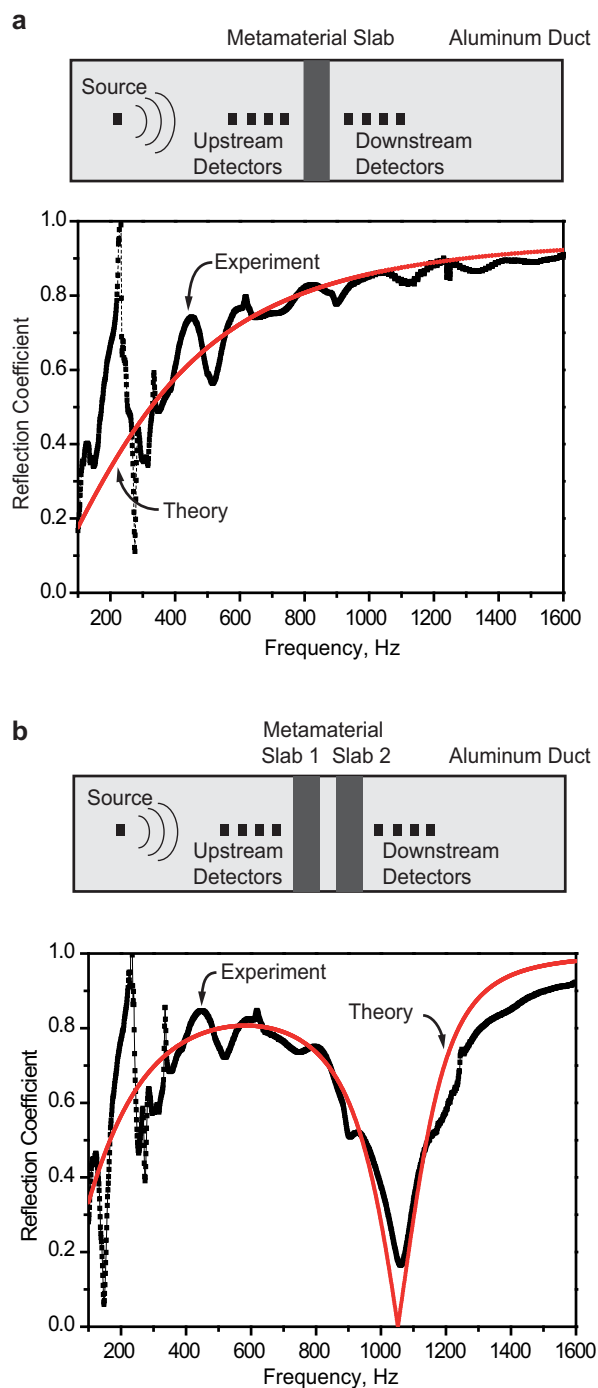 a
Metamaterial Slab
Aluminum Duct
Source
Upstream
Detectors
Downstream
Detectors
1.0
0.8
0.6
0.4
0.2
0.0
Reflection Coefficient
Experiment
Theory
200 400 600 800 1000 1200 1400 1600
Frequency, Hz
b
Metamaterial
Slab 1 Slab 2
Aluminum Duct
Source
Upstream
Detectors
Downstream
Detectors
1.0
0.8
0.6
0.4
0.2
0.0
Reflection Coefficient
Experiment
Theory
200 400 600 800 1000 1200 1400 1600
Frequency, Hz